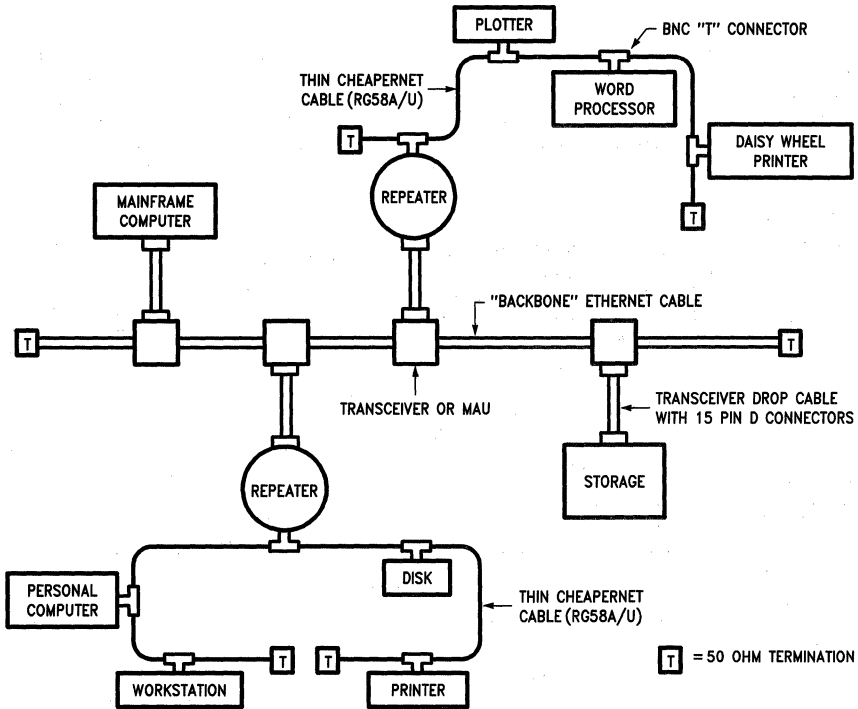 PLOTTER
BNC "T" CONNECTOR
THIN CHEAPERNET
CABLE (RG58A/U)
WORD
PROCESSOR
T
DAISY WHEEL
PRINTER
REPEATER
MAINFRAME
COMPUTER
T
"BACKBONE" ETHERNET CABLE
T
T
TRANSCEIVER OR MAU
TRANSCEIVER DROP CABLE
WITH 15 PIN D CONNECTORS
REPEATER
STORAGE
DISK
PERSONAL
COMPUTER
THIN CHEAPERNET
CABLE (RG58A/U)
T
T
T = 50 OHM TERMINATION
WORKSTATION
PRINTER